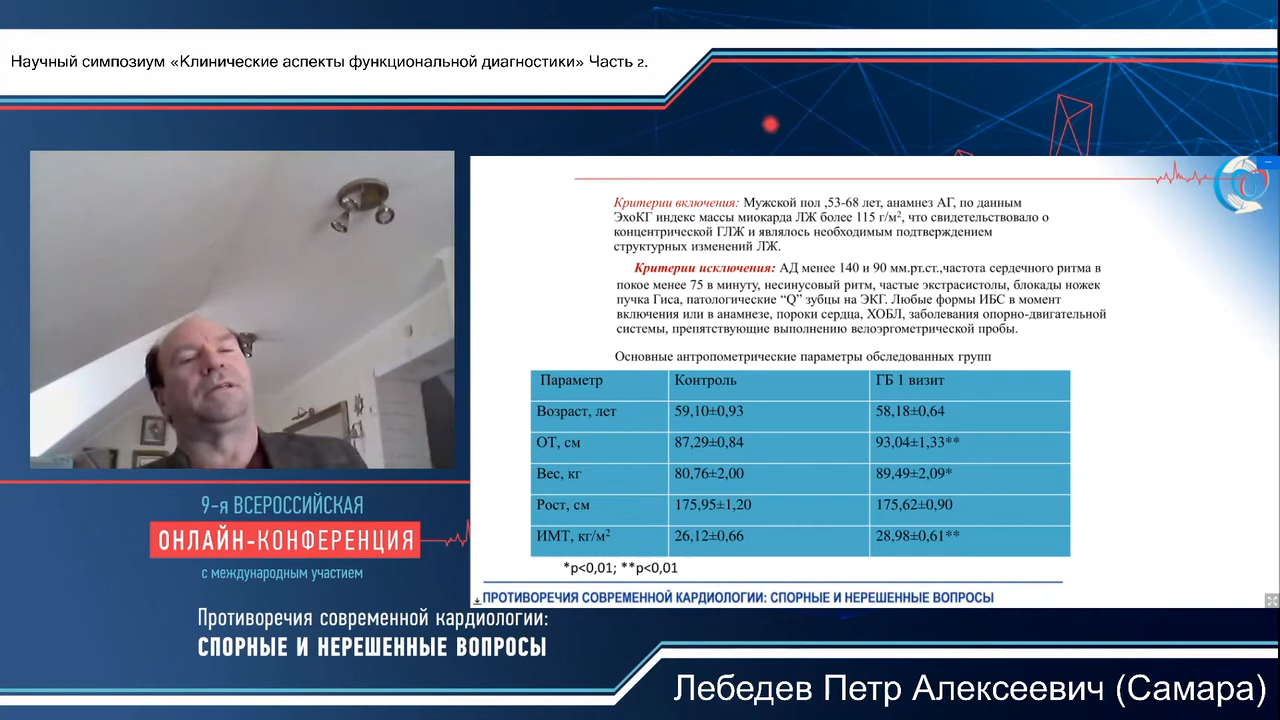 Научный симпозиум «Клинические аспекты функциональной диагностики» Часть 2.
Критерии включения: Мужской пол ,53-68 лет, анамнез АГ, по данным
ЭхоКГ индекс массы миокарда ЛЖ более 115 г/м², что свидетельствовало о
концентрической ГЛЖ и являлось необходимым подтверждением
структурных изменений ЛЖ.
Критерии исключения: АД менее 140 и 90 мм.рт.ст.,частота сердечного ритма в
покое менее 75 в минуту, несинусовый ритм, частые экстрасистолы, блокады ножек
пучка Гиса, патологические “Q” зубцы на ЭКГ. Любые формы ИБС в момент
включения или в анамнезе, пороки сердца, ХОБЛ, заболевания опорно-двигательной
системы, препятствующие выполнению велоэргометрической пробы.
Основные антропометрические параметры обследованных групп
Параметр Контроль ГБ 1 визит
Возраст, лет 59,10±0,93 58,18±0,64
ОТ, см 87,29±0,84 93,04±1,33**
Вес, кг 80,76±2,00 89,49±2,09*
Рост, см 175,95±1,20 175,62±0,90
ИМТ, кг/м² 26,12±0,66 28,98±0,61**
*p<0,01; **p<0,01
ПРОТИВОРЕЧИЯ СОВРЕМЕННОЙ КАРДИОЛОГИИ: СПОРНЫЕ И НЕРЕШЕННЫЕ ВОПРОСЫ
9-я ВСЕРОССИЙСКАЯ
ОНЛАЙН-КОНФЕРЕНЦИЯ
с международным участием
Противоречия современной кардиологии:
СПОРНЫЕ И НЕРЕШЕННЫЕ ВОПРОСЫ
Лебедев Петр Алексеевич (Самара)